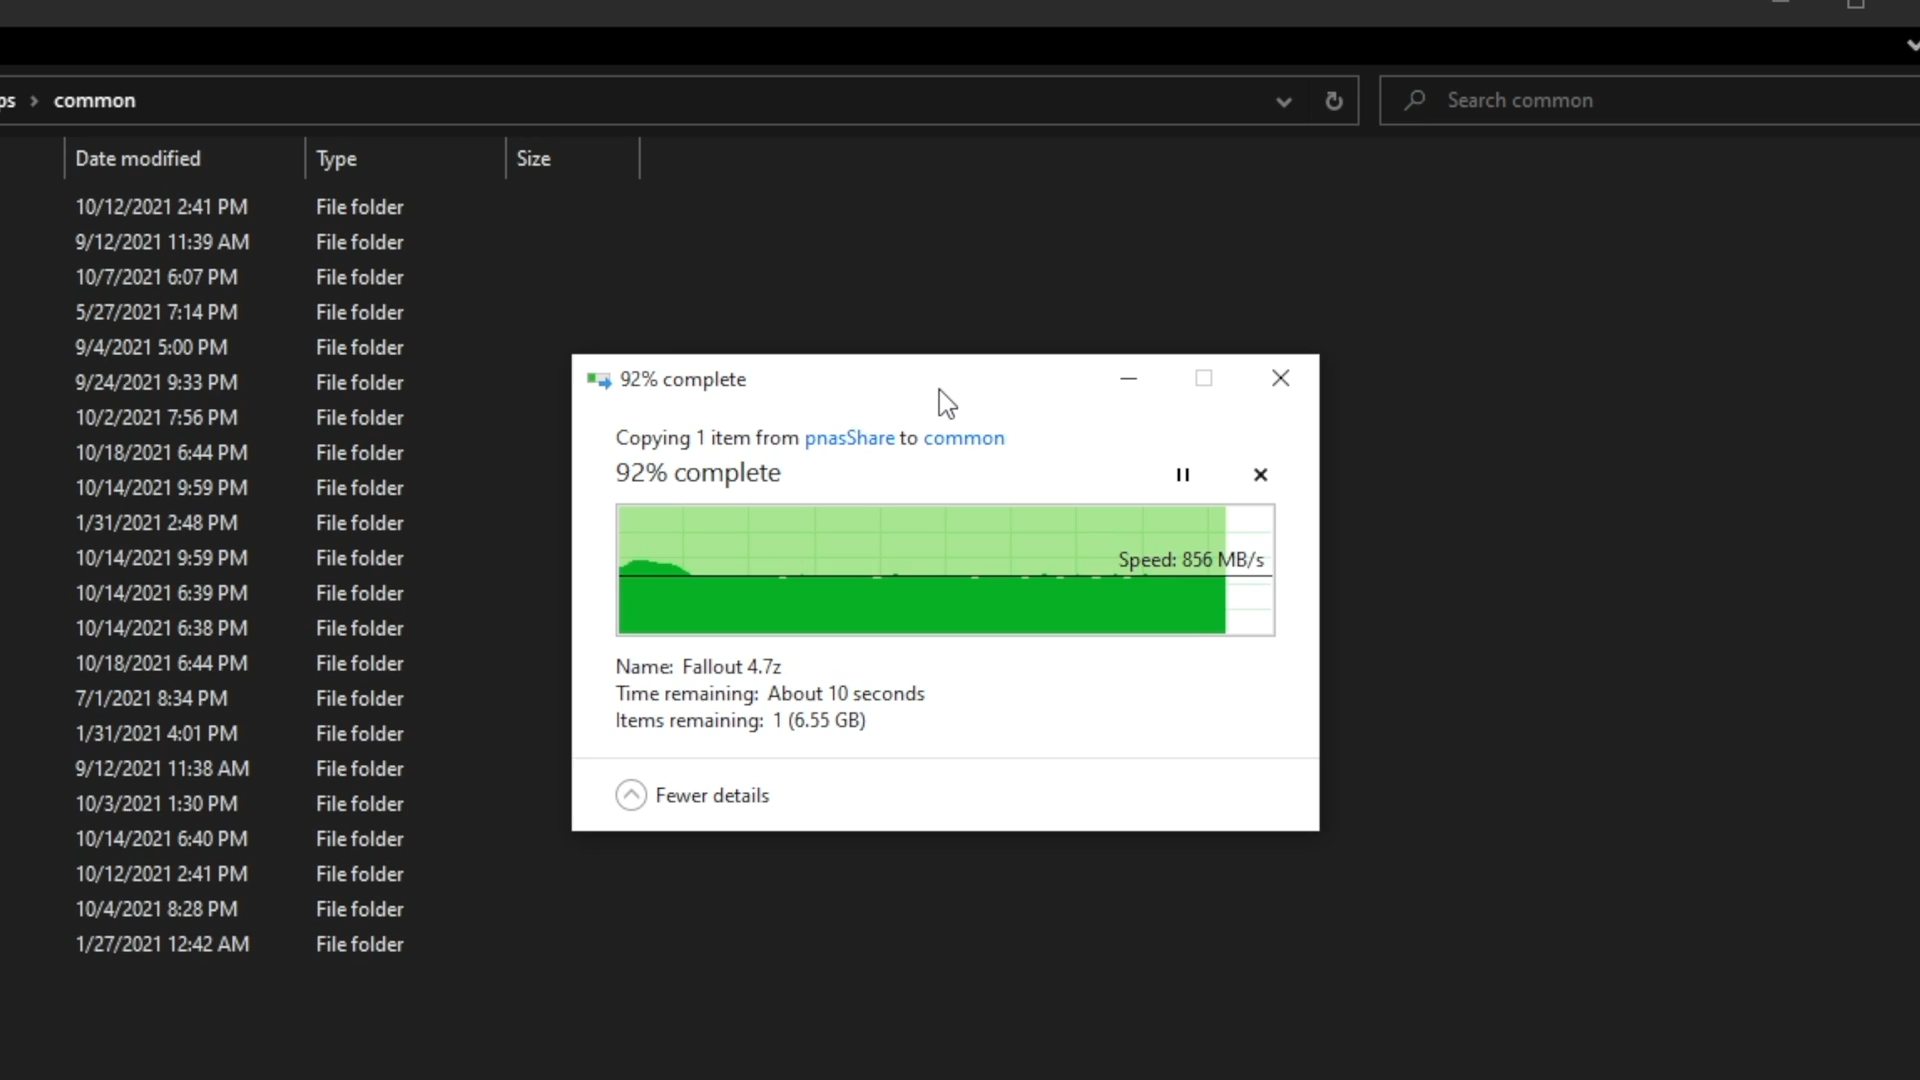 ps > common
Search common
Date modified Type Size
10/12/2021 2:41 PM File folder
9/12/2021 11:39 AM File folder
10/7/2021 6:07 PM File folder
5/27/2021 7:14 PM File folder
9/4/2021 5:00 PM File folder
9/24/2021 9:33 PM File folder
10/2/2021 7:56 PM File folder
10/18/2021 6:44 PM File folder
10/14/2021 9:59 PM File folder
1/31/2021 2:48 PM File folder
10/14/2021 9:59 PM File folder
10/14/2021 6:39 PM File folder
10/14/2021 6:38 PM File folder
10/18/2021 6:44 PM File folder
7/1/2021 8:34 PM File folder
1/31/2021 4:01 PM File folder
9/12/2021 11:38 AM File folder
10/3/2021 1:30 PM File folder
10/14/2021 6:40 PM File folder
10/12/2021 2:41 PM File folder
10/4/2021 8:28 PM File folder
1/27/2021 12:42 AM File folder
92% complete
Copying 1 item from pnasShare to common
92% complete
Speed: 856 MB/s
Name: Fallout 4.7z
Time remaining: About 10 seconds
Items remaining: 1 (6.55 GB)
Fewer details